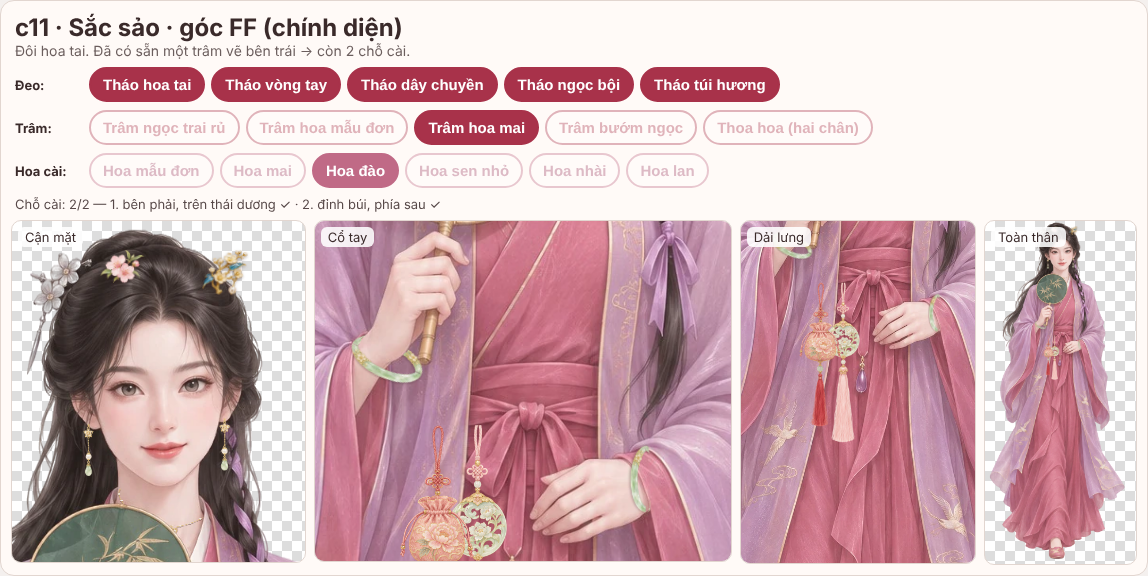 c11 · Sắc sảo · góc FF (chính diện)
Đôi hoa tai. Đã có sẵn một trâm vẽ bên trái → còn 2 chỗ cài.
Đeo: Tháo hoa tai Tháo vòng tay Tháo dây chuyền Tháo ngọc bội Tháo túi hương
Trâm: Trâm ngọc trai rủ Trâm hoa mẫu đơn Trâm hoa mai Trâm bướm ngọc Thoa hoa (hai chân)
Hoa cài: Hoa mẫu đơn Hoa mai Hoa đào Hoa sen nhỏ Hoa nhài Hoa lan
Chỗ cài: 2/2 — 1. bên phải, trên thái dương ✓ · 2. đỉnh búi, phía sau ✓
Cận mặt Cổ tay Dải lưng Toàn thân